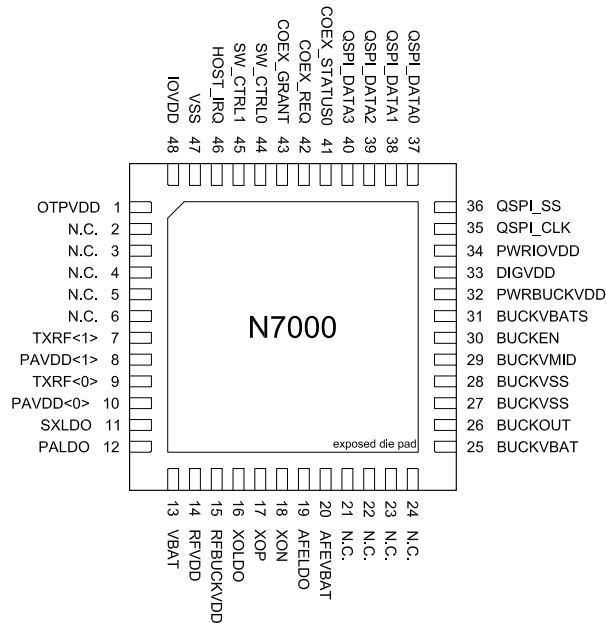 IOVDD 48
VSS 47
HOST_IRQ 46
SW_CTRL1 45
SW_CTRL0 44
COEX_GRANT 43
COEX_REQ 42
COEX_STATUS0 41
QSPI_DATA3 40
QSPI_DATA2 39
QSPI_DATA1 38
QSPI_DATA0 37
OTPVDD 1
N.C. 2
N.C. 3
N.C. 4
N.C. 5
N.C. 6
TXRF<1> 7
PAVDD<1> 8
TXRF<0> 9
PAVDD<0> 10
SXLDO 11
PALDO 12
N7000
exposed die pad
36 QSPI_SS
35 QSPI_CLK
34 PWRIOVDD
33 DIGVDD
32 PWRBUCKVDD
31 BUCKVBATS
30 BUCKEN
29 BUCKVMID
28 BUCKVSS
27 BUCKVSS
26 BUCKOUT
25 BUCKVBAT
13 VBAT
14 RFVDD
15 RFBUCKVDD
16 XOLDO
17 XOP
18 XON
19 AFELDO
20 AFEVBAT
21 N.C.
22 N.C.
23 N.C.
24 N.C.